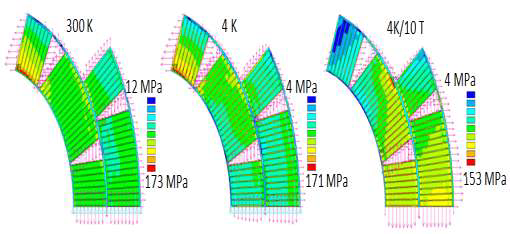 300 K
12 MPa
173 MPa
4 K
4 MPa
171 MPa
4K/10 T
4 MPa
153 MPa